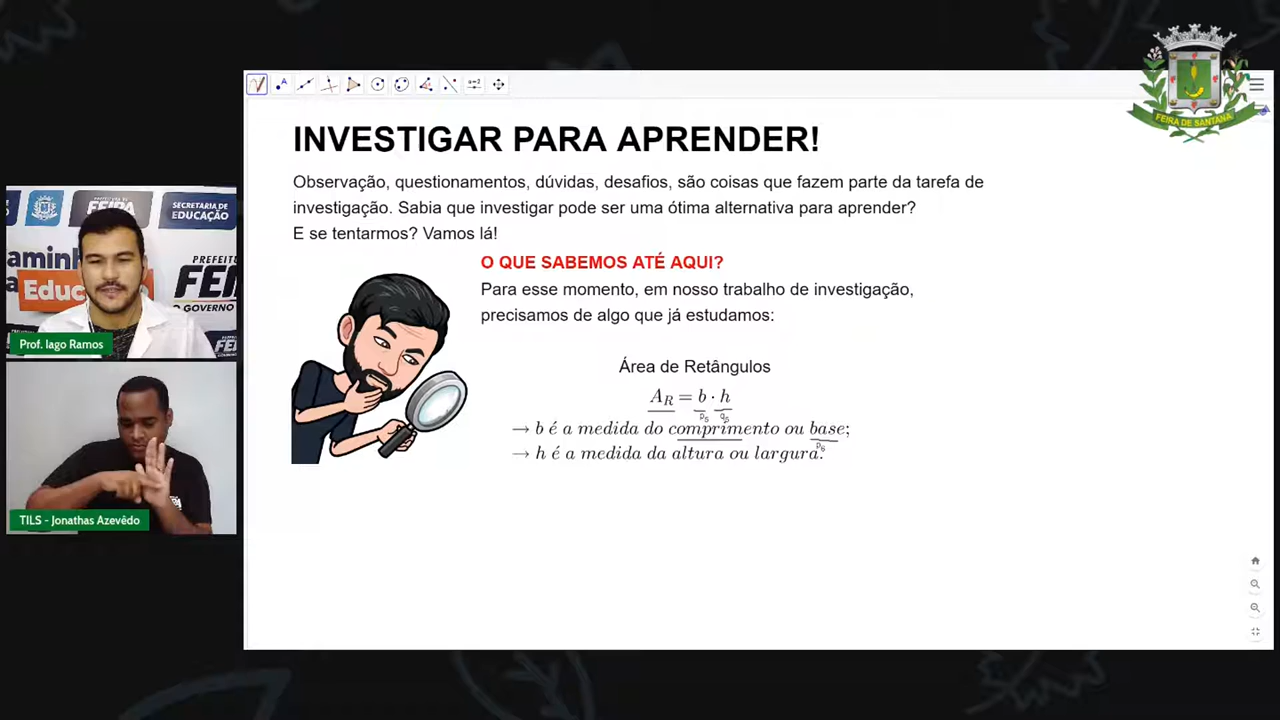 FEIRA DE SANTANA
INVESTIGAR PARA APRENDER!
Observação, questionamentos, dúvidas, desafios, são coisas que fazem parte da tarefa de
investigação. Sabia que investigar pode ser uma ótima alternativa para aprender?
E se tentarmos? Vamos lá!
O QUE SABEMOS ATÉ AQUI?
Para esse momento, em nosso trabalho de investigação,
precisamos de algo que já estudamos:
Área de Retângulos
A_R = b · h
→ b é a medida do comprimento ou base;
→ h é a medida da altura ou largura.
SECRETARIA DE
EDUCAÇÃO
PREFEIT
O GOVERNO
Prof. Iago Ramos
TILS - Jonathas Azevêdo